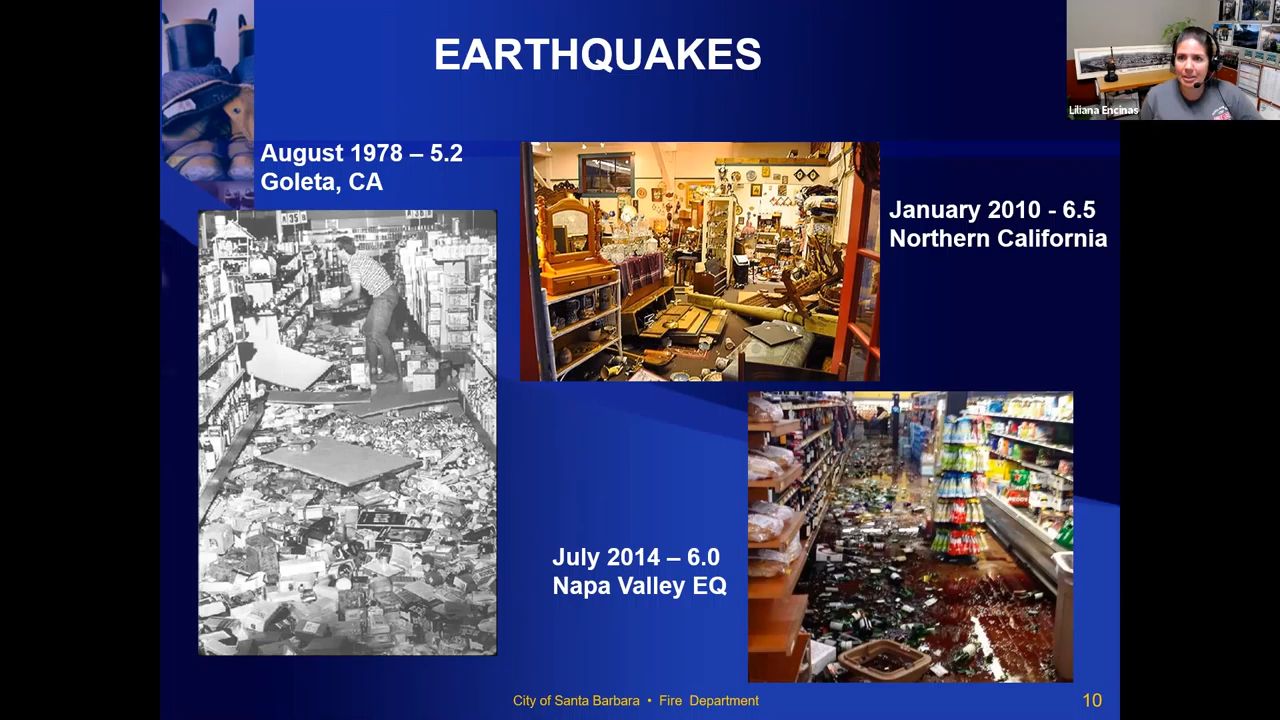 EARTHQUAKES
Liliana Encinas
August 1978 – 5.2
Goleta, CA
January 2010 - 6.5
Northern California
July 2014 – 6.0
Napa Valley EQ
City of Santa Barbara • Fire Department
10